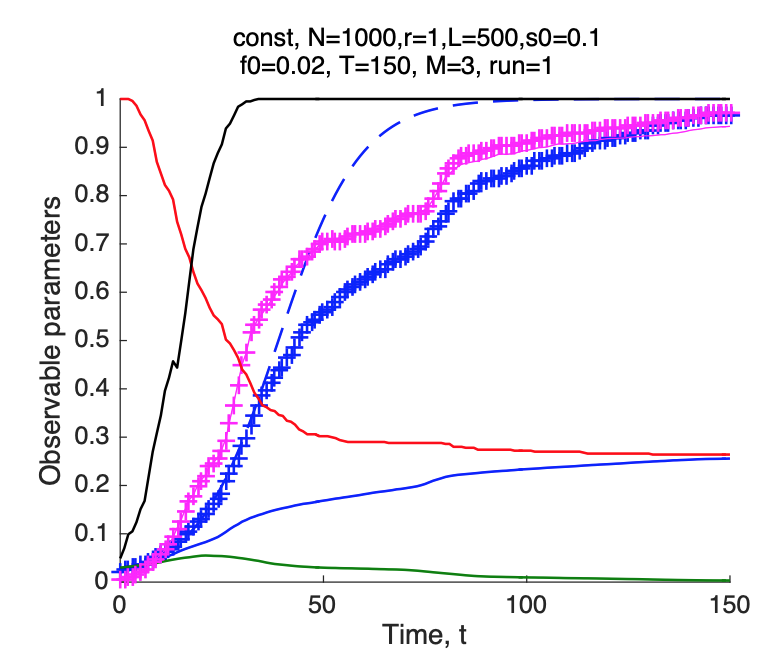 const, N=1000,r=1,L=500,s0=0.1
f0=0.02, T=150, M=3, run=1
Observable parameters
1
0.9
0.8
0.7
0.6
0.5
0.4
0.3
0.2
0.1
0
0 50 100 150
Time, t